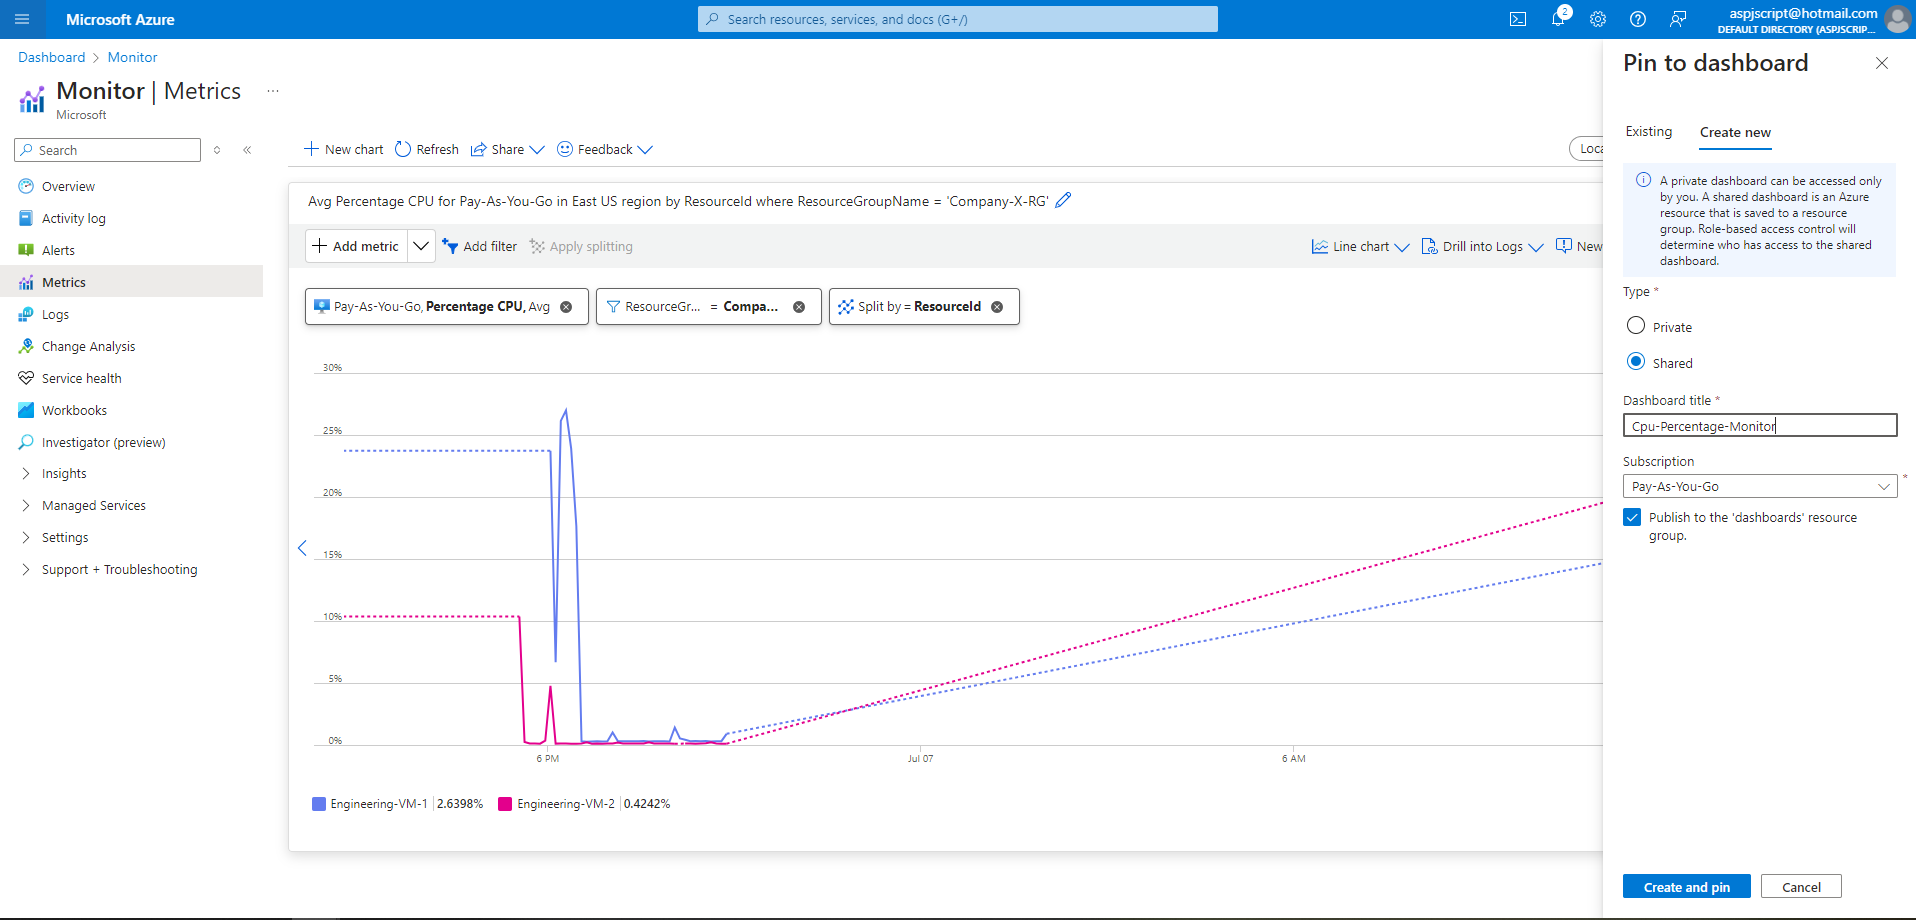 Microsoft Azure
Search resources, services, and docs (G+/)
2
aspjscript@hotmail.com
DEFAULT DIRECTORY (ASPJSCRIP...
Dashboard > Monitor
Monitor | Metrics ...
Microsoft
Search
«
Overview
Activity log
Alerts
Metrics
Logs
Change Analysis
Service health
Workbooks
Investigator (preview)
Insights
Managed Services
Settings
Support + Troubleshooting
New chart Refresh Share Feedback
Loca
Avg Percentage CPU for Pay-As-You-Go in East US region by ResourceId where ResourceGroupName = 'Company-X-RG'
Add metric Add filter Apply splitting Line chart Drill into Logs New
Pay-As-You-Go, Percentage CPU, Avg
ResourceGr... = Compa...
Split by = ResourceId
30%
25%
20%
15%
10%
5%
0%
6 PM Jul 07 6 AM
Engineering-VM-1 | 2.6398% Engineering-VM-2 | 0.4242%
Pin to dashboard
Existing Create new
A private dashboard can be accessed only
by you. A shared dashboard is an Azure
resource that is saved to a resource
group. Role-based access control will
determine who has access to the shared
dashboard.
Type *
Private
Shared
Dashboard title *
Cpu-Percentage-Monitor
Subscription
Pay-As-You-Go *
Publish to the 'dashboards' resource
group.
Create and pin Cancel